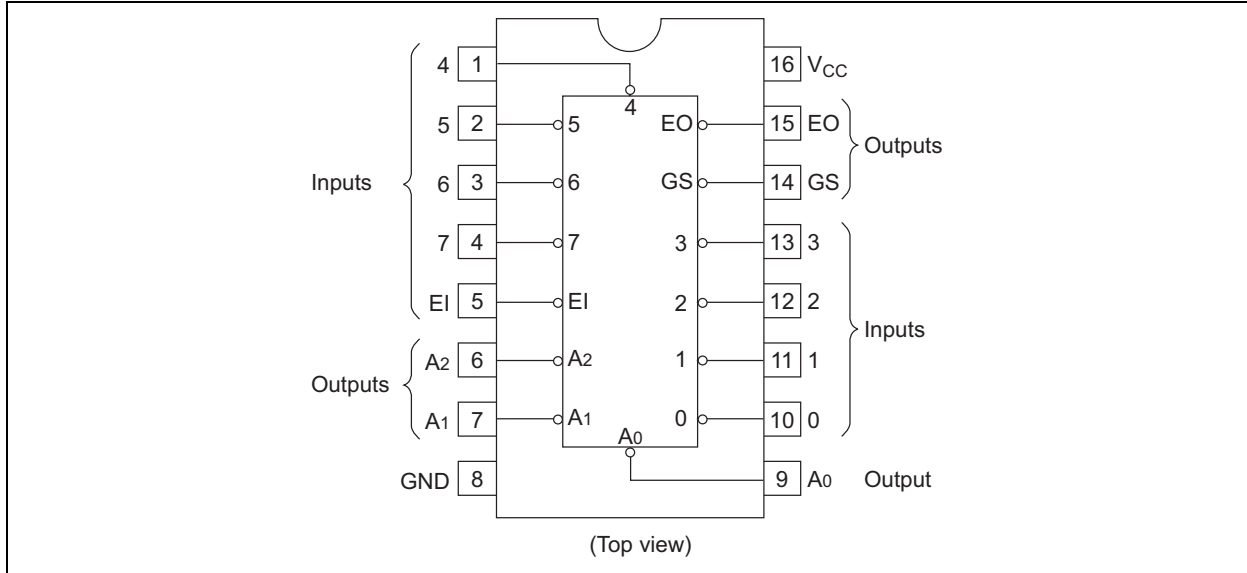 4 1 16 VCC
4
5 2 5 EO 15 EO
Outputs
6 3 6 GS 14 GS
Inputs
7 4 7 3 13 3
EI 5 EI 2 12 2
Inputs
A2 6 A2 1 11 1
Outputs
A1 7 A1 0 10 0
A0
GND 8 9 A0 Output
(Top view)